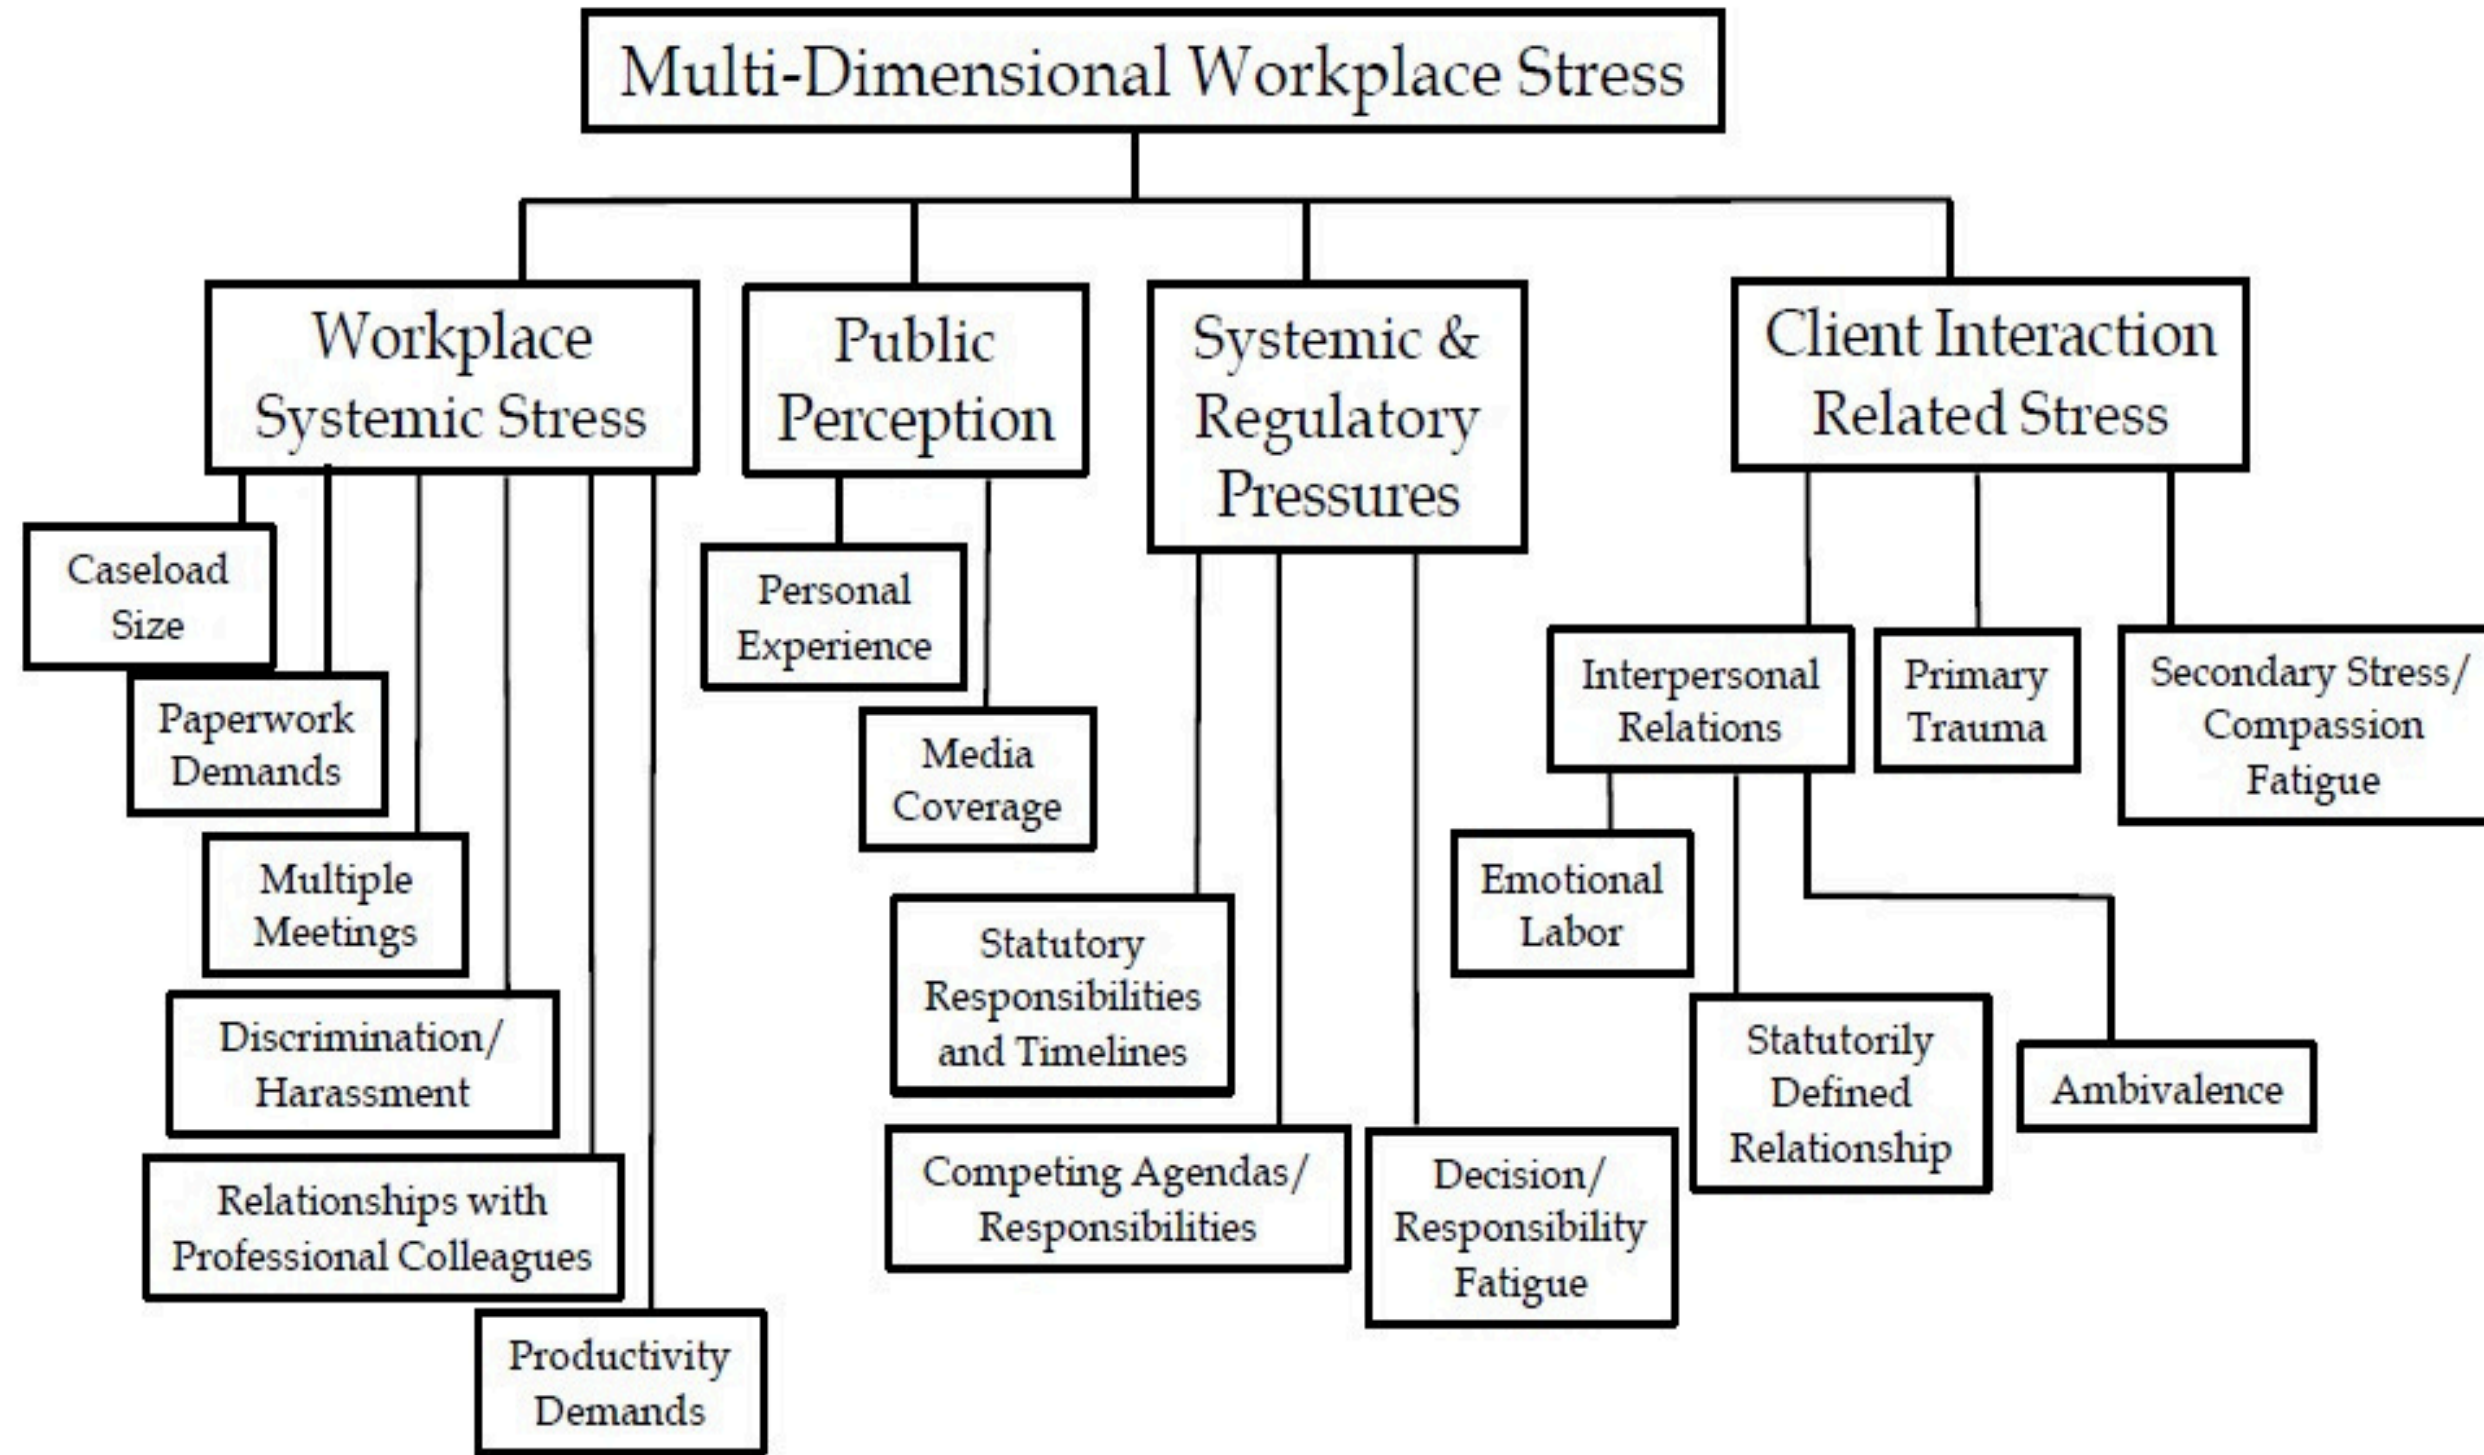 Multi-Dimensional Workplace Stress
Workplace
Systemic Stress
Public
Perception
Systemic &
Regulatory
Pressures
Client Interaction
Related Stress
Caseload
Size
Paperwork
Demands
Multiple
Meetings
Discrimination/
Harassment
Relationships with
Professional Colleagues
Productivity
Demands
Personal
Experience
Media
Coverage
Statutory
Responsibilities
and Timelines
Competing Agendas/
Responsibilities
Decision/
Responsibility
Fatigue
Interpersonal
Relations
Primary
Trauma
Secondary Stress/
Compassion
Fatigue
Emotional
Labor
Statutorily
Defined
Relationship
Ambivalence